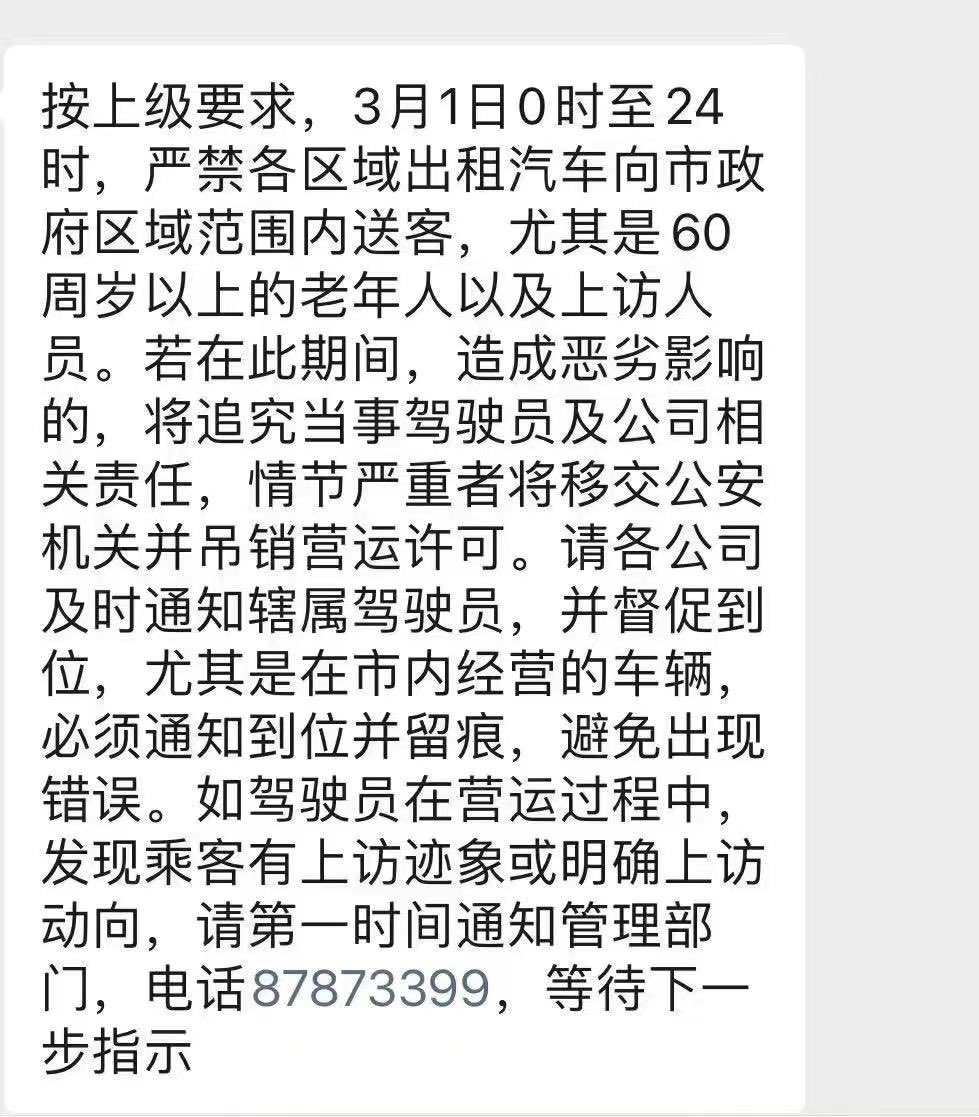 按上级要求，3月1日0时至24
时，严禁各区域出租汽车向市政
府区域范围内送客，尤其是60
周岁以上的老年人以及上访人
员。若在此期间，造成恶劣影响
的，将追究当事驾驶员及公司相
关责任，情节严重者将移交公安
机关并吊销营运许可。请各公司
及时通知辖属驾驶员，并督促到
位，尤其是在市内经营的车辆，
必须通知到位并留痕，避免出现
错误。如驾驶员在营运过程中，
发现乘客有上访迹象或明确上访
动向，请第一时间通知管理部
门，电话87873399，等待下一
步指示